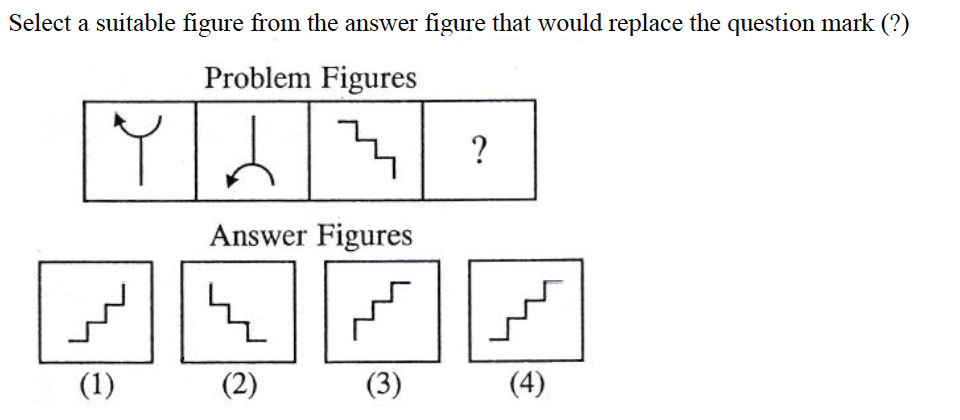 Select a suitable figure from the answer figure that would replace the question mark (?)
Problem Figures
?
Answer Figures
(1) (2) (3) (4)